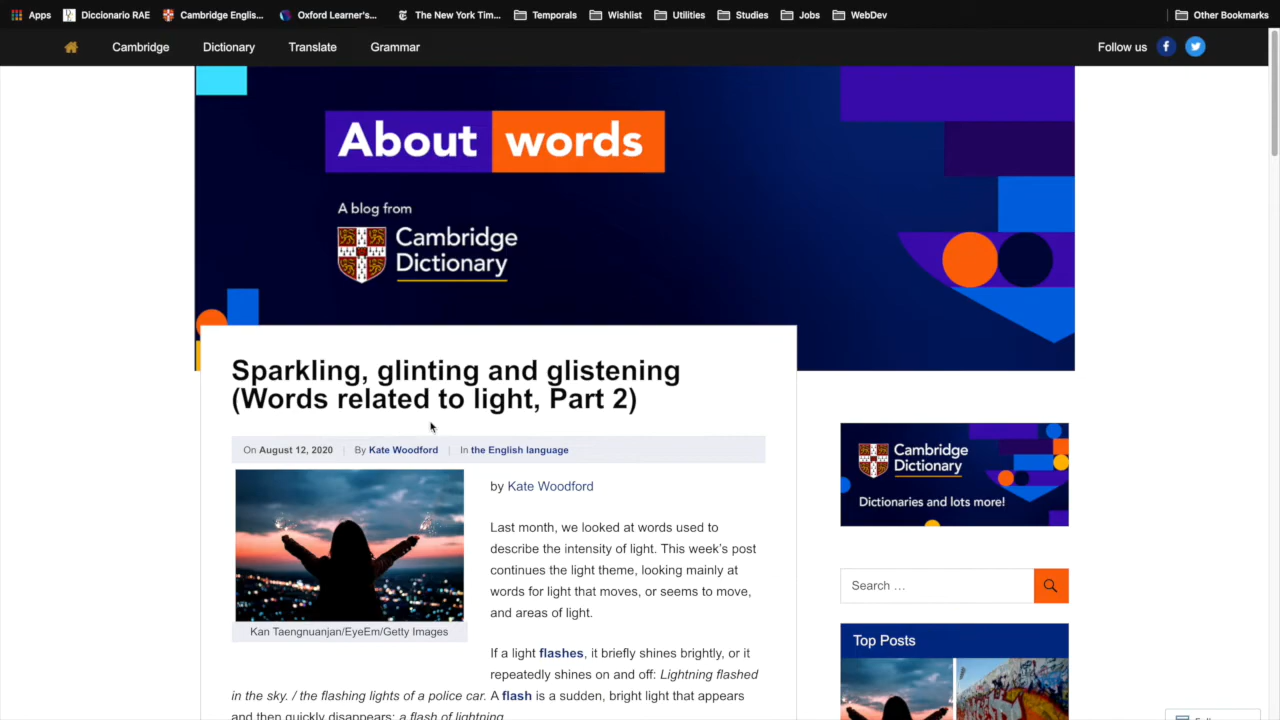 Apps
Diccionario RAE
Cambridge Englis...
Oxford Learner's...
The New York Tim...
Temporals
Wishlist
Utilities
Studies
Jobs
WebDev
Other Bookmarks
Cambridge
Dictionary
Translate
Grammar
Follow us
About words
A blog from
Cambridge
Dictionary
Sparkling, glinting and glistening
(Words related to light, Part 2)
On August 12, 2020 | By Kate Woodford | In the English language
Kan Taengnuanjan/EyeEm/Getty Images
by Kate Woodford
Last month, we looked at words used to
describe the intensity of light. This week's post
continues the light theme, looking mainly at
words for light that moves, or seems to move,
and areas of light.
If a light flashes, it briefly shines brightly, or it
repeatedly shines on and off: Lightning flashed
in the sky. / the flashing lights of a police car. A flash is a sudden, bright light that appears
and then quickly disappears: a flash of lightning
Cambridge
Dictionary
Dictionaries and lots more!
Search …
Top Posts